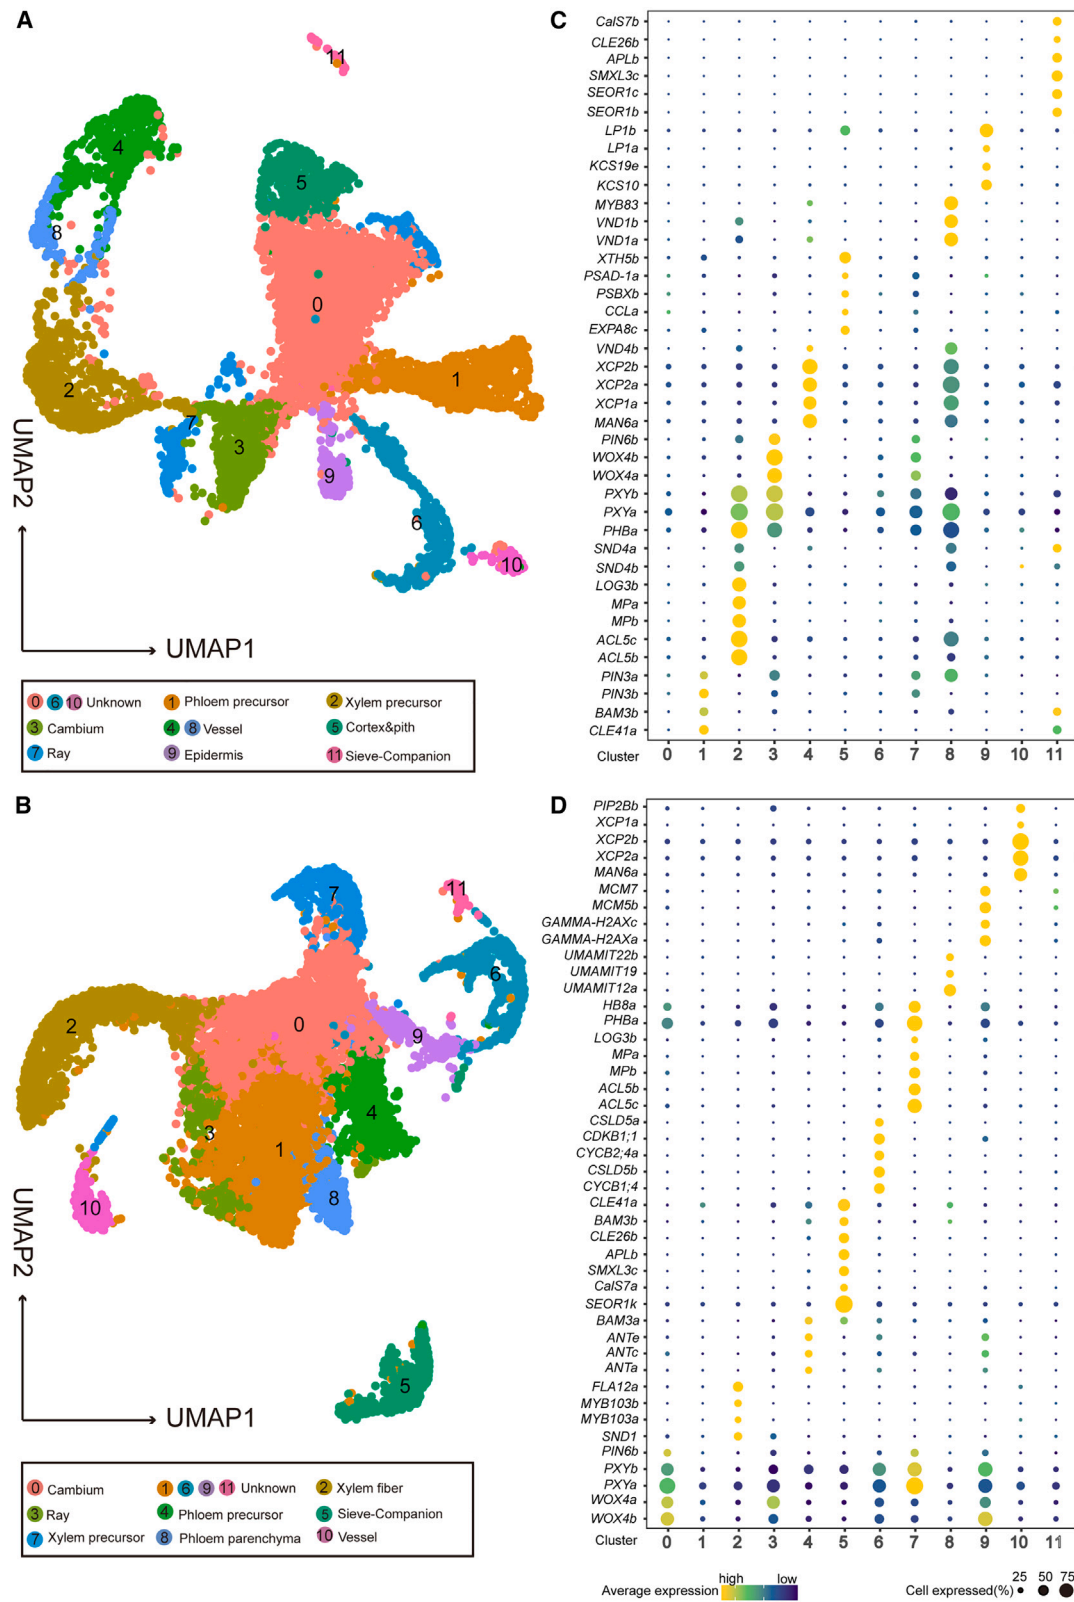 A
11
4
5
8
0
2
1
7
3
9
6
10
UMAP2
UMAP1
0 6 10 Unknown 1 Phloem precursor 2 Xylem precursor
3 Cambium 4 8 Vessel 5 Cortex&pith
7 Ray 9 Epidermis 11 Sieve-Companion
B
7
11
6
2
0
9
4
3
1
8
10
5
UMAP2
UMAP1
0 Cambium 1 6 9 11 Unknown 2 Xylem fiber
3 Ray 4 Phloem precursor 5 Sieve-Companion
7 Xylem precursor 8 Phloem parenchyma 10 Vessel
C
CalS7b
CLE26b
APLb
SMXL3c
SEOR1c
SEOR1b
LP1b
LP1a
KCS19e
KCS10
MYB83
VND1b
VND1a
XTH5b
PSAD-1a
PSBXb
CCLa
EXPA8c
VND4b
XCP2b
XCP2a
XCP1a
MAN6a
PIN6b
WOX4b
WOX4a
PXYb
PXYa
PHBa
SND4a
SND4b
LOG3b
MPa
MPb
ACL5c
ACL5b
PIN3a
PIN3b
BAM3b
CLE41a
Cluster 0 1 2 3 4 5 6 7 8 9 10 11
D
PIP2Bb
XCP1a
XCP2b
XCP2a
MAN6a
MCM7
MCM5b
GAMMA-H2AXc
GAMMA-H2AXa
UMAMIT22b
UMAMIT19
UMAMIT12a
HB8a
PHBa
LOG3b
MPa
MPb
ACL5b
ACL5c
CSLD5a
CDKB1;1
CYCB2;4a
CSLD5b
CYCB1;4
CLE41a
BAM3b
CLE26b
APLb
SMXL3c
CalS7a
SEOR1k
BAM3a
ANTe
ANTc
ANTa
FLA12a
MYB103b
MYB103a
SND1
PIN6b
PXYb
PXYa
WOX4a
WOX4b
Cluster 0 1 2 3 4 5 6 7 8 9 10 11
high low 25 50 75
Average expression Cell expressed(%)